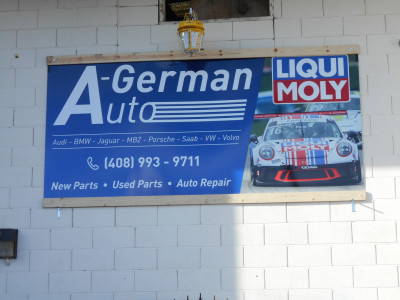 A-German
Auto
Audi - BMW - Jaguar - MBZ - Porsche - Saab - VW - Volvo
(408) 993 - 9711
New Parts • Used Parts • Auto Repair
LIQUI
MOLY